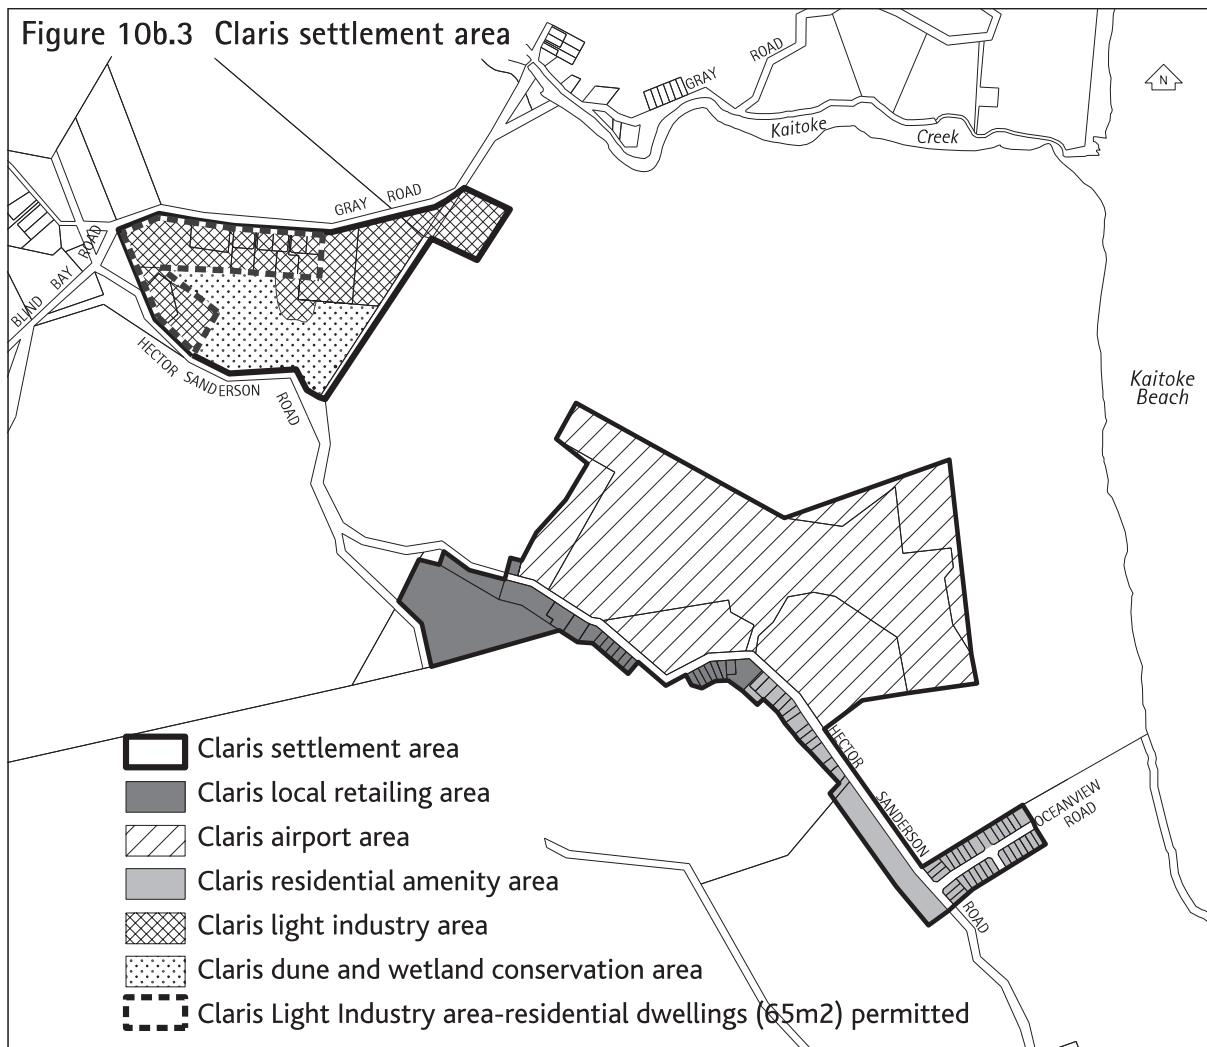 Figure 10b.3 Claris settlement area
GRAY ROAD
N
Kaitoke Creek
GRAY ROAD
BLIND BAY ROAD
HECTOR SANDERSON ROAD
Kaitoke
Beach
HECTOR SANDERSON ROAD
OCEANVIEW
ROAD
Claris settlement area
Claris local retailing area
Claris airport area
Claris residential amenity area
Claris light industry area
Claris dune and wetland conservation area
Claris Light Industry area-residential dwellings (65m2) permitted